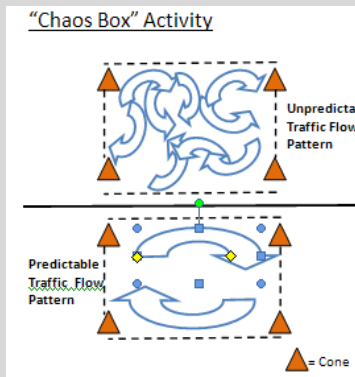 “Chaos Box” Activity
Unpredicta
Traffic Flow
Pattern
Predictable
Traffic Flow
Pattern
= Cone